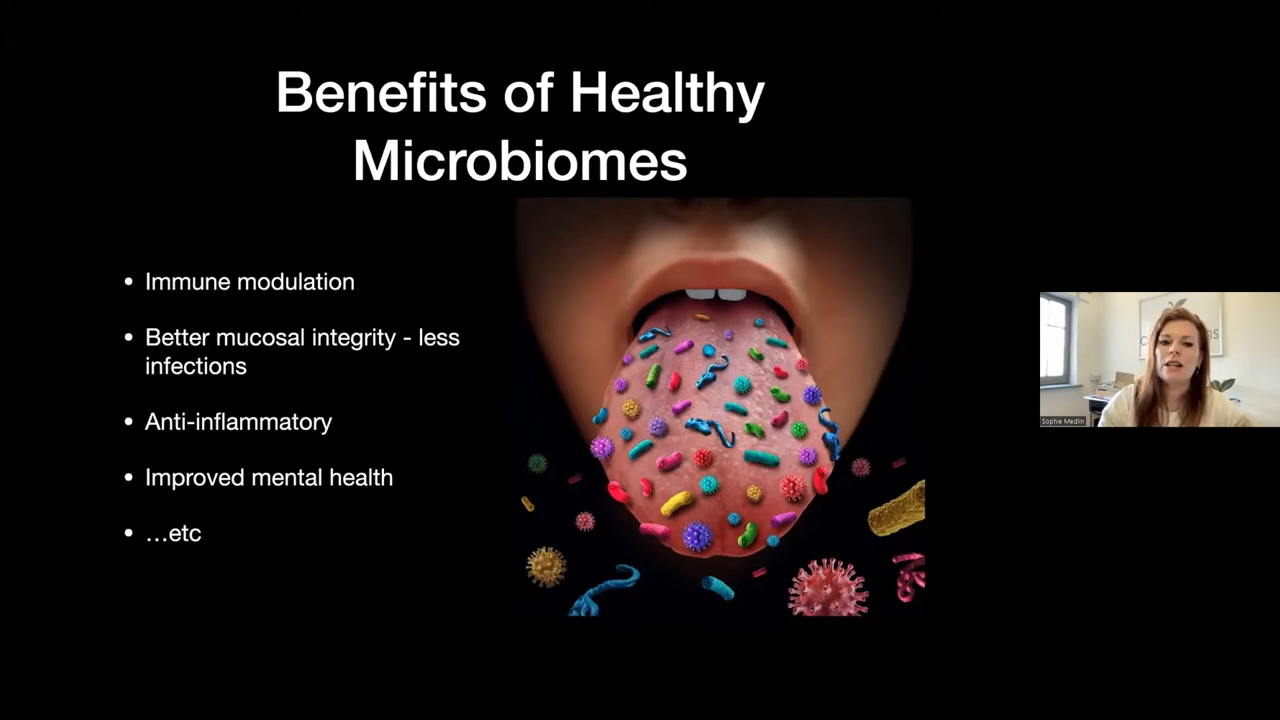 Benefits of Healthy
Microbiomes
• Immune modulation
• Better mucosal integrity - less
infections
• Anti-inflammatory
• Improved mental health
• …etc
Sophie Medlin